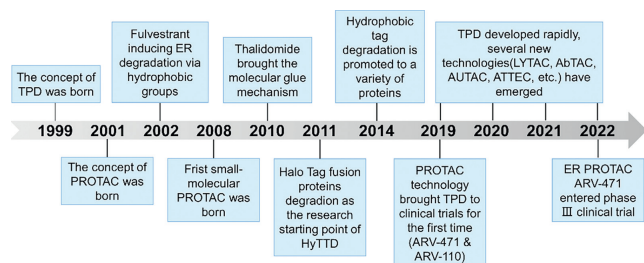 Fulvestrant
inducing ER
degradation via
hydrophobic
groups
Thalidomide
brought the
molecular glue
mechanism
Hydrophobic
tag
degradation is
promoted to a
variety of
proteins
TPD developed rapidly,
several new
technologies(LYTAC, AbTAC,
AUTAC, ATTEC, etc.) have
emerged
The concept of
TPD was born
1999 2001 2002 2008 2010 2011 2014 2019 2020 2021 2022
The concept of
PROTAC was
born
Frist small-
molecular
PROTAC was
born
Halo Tag fusion
proteins
degradion as the
research
starting point of
HyTTD
PROTAC
technology
brought TPD to
clinical trials for
the first time
(ARV-471 &
ARV-110)
ER PROTAC
ARV-471
entered phase
III clinical trial